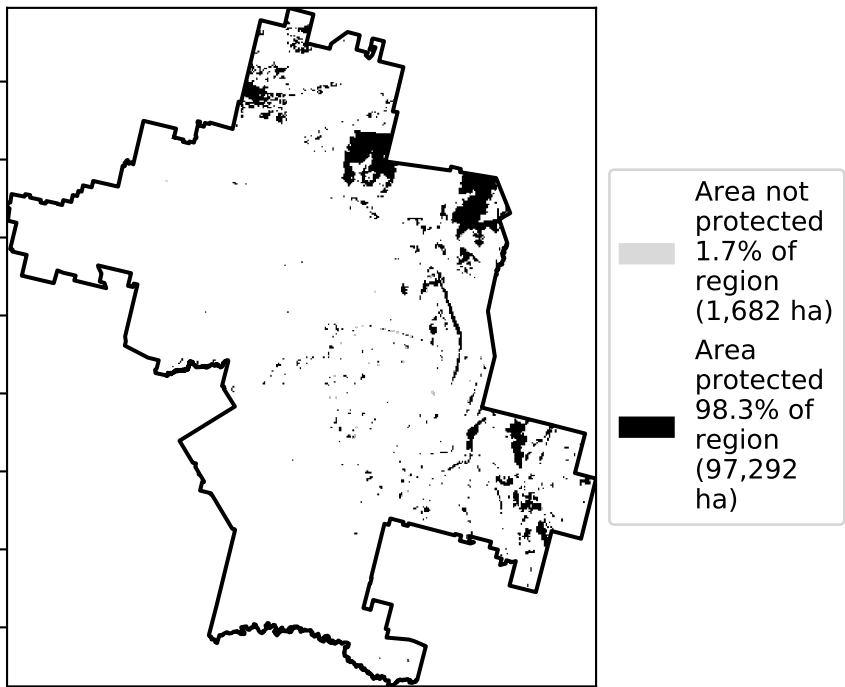 Area not
protected
1.7% of
region
(1,682 ha)
Area
protected
98.3% of
region
(97,292
ha)